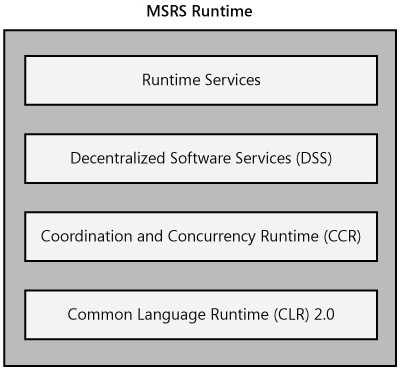 MSRS Runtime
Runtime Services
Decentralized Software Services (DSS)
Coordination and Concurrency Runtime (CCR)
Common Language Runtime (CLR) 2.0